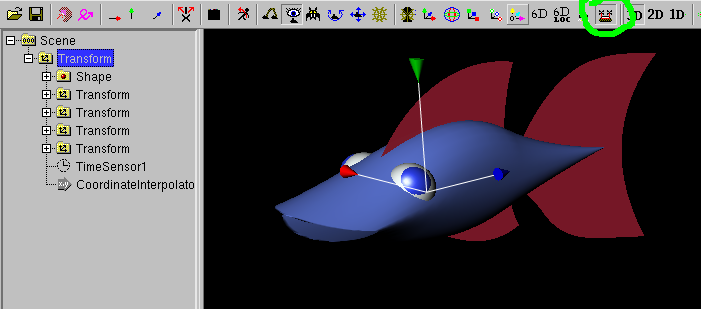 6D 6D LOC 3D 2D 1D
Scene
Transform
Shape
Transform
Transform
Transform
Transform
TimeSensor1
CoordinateInterpolato